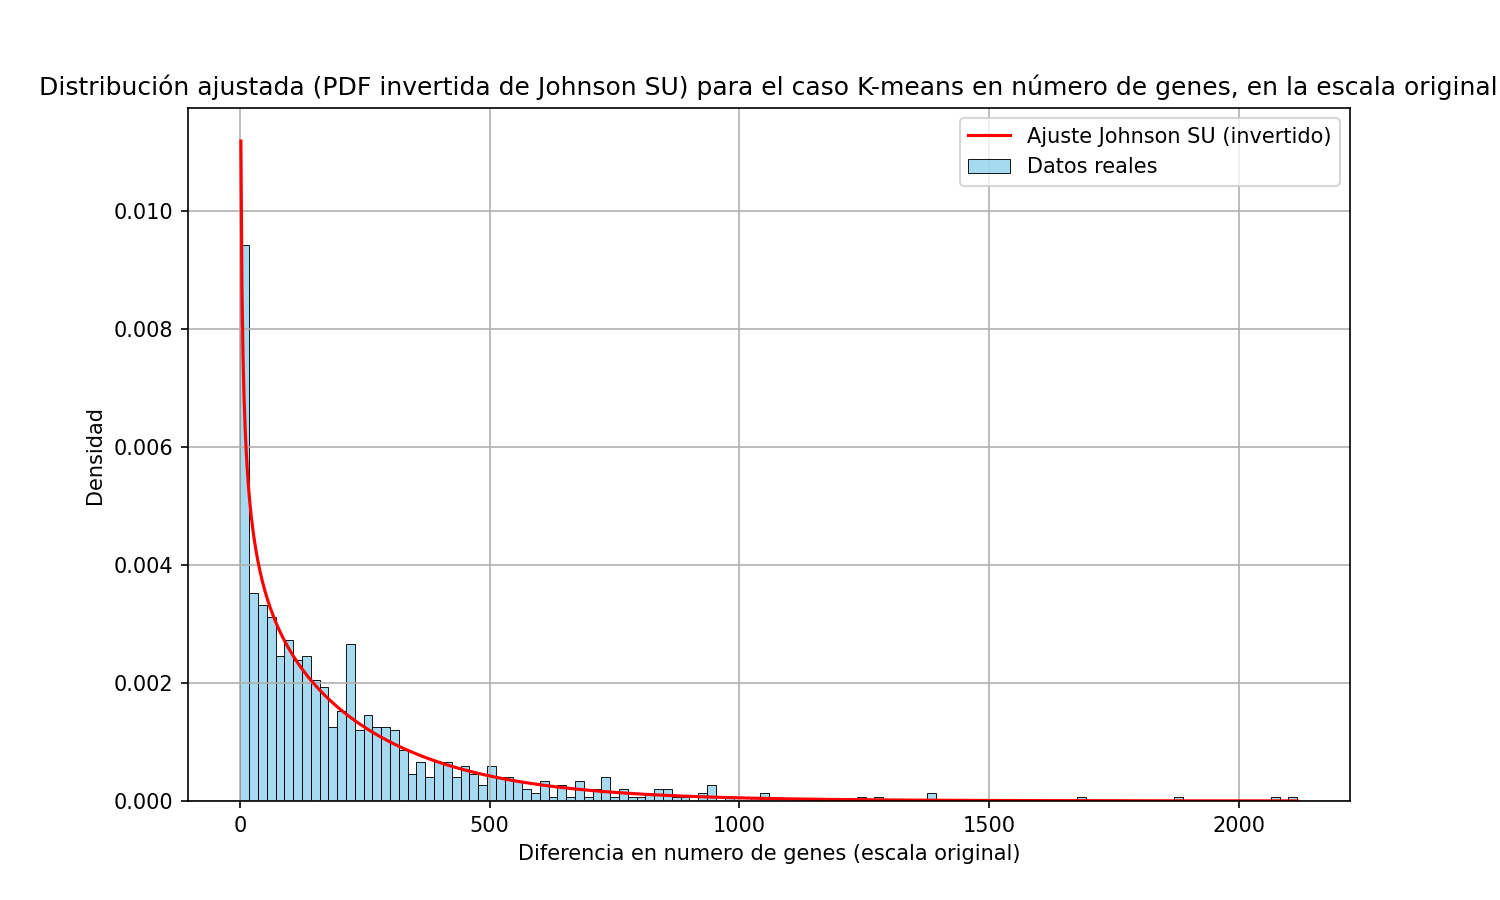 Distribución ajustada (PDF invertida de Johnson SU) para el caso K-means en número de genes, en la escala original
Ajuste Johnson SU (invertido)
Datos reales
Densidad
0.010
0.008
0.006
0.004
0.002
0.000
0 500 1000 1500 2000
Diferencia en numero de genes (escala original)